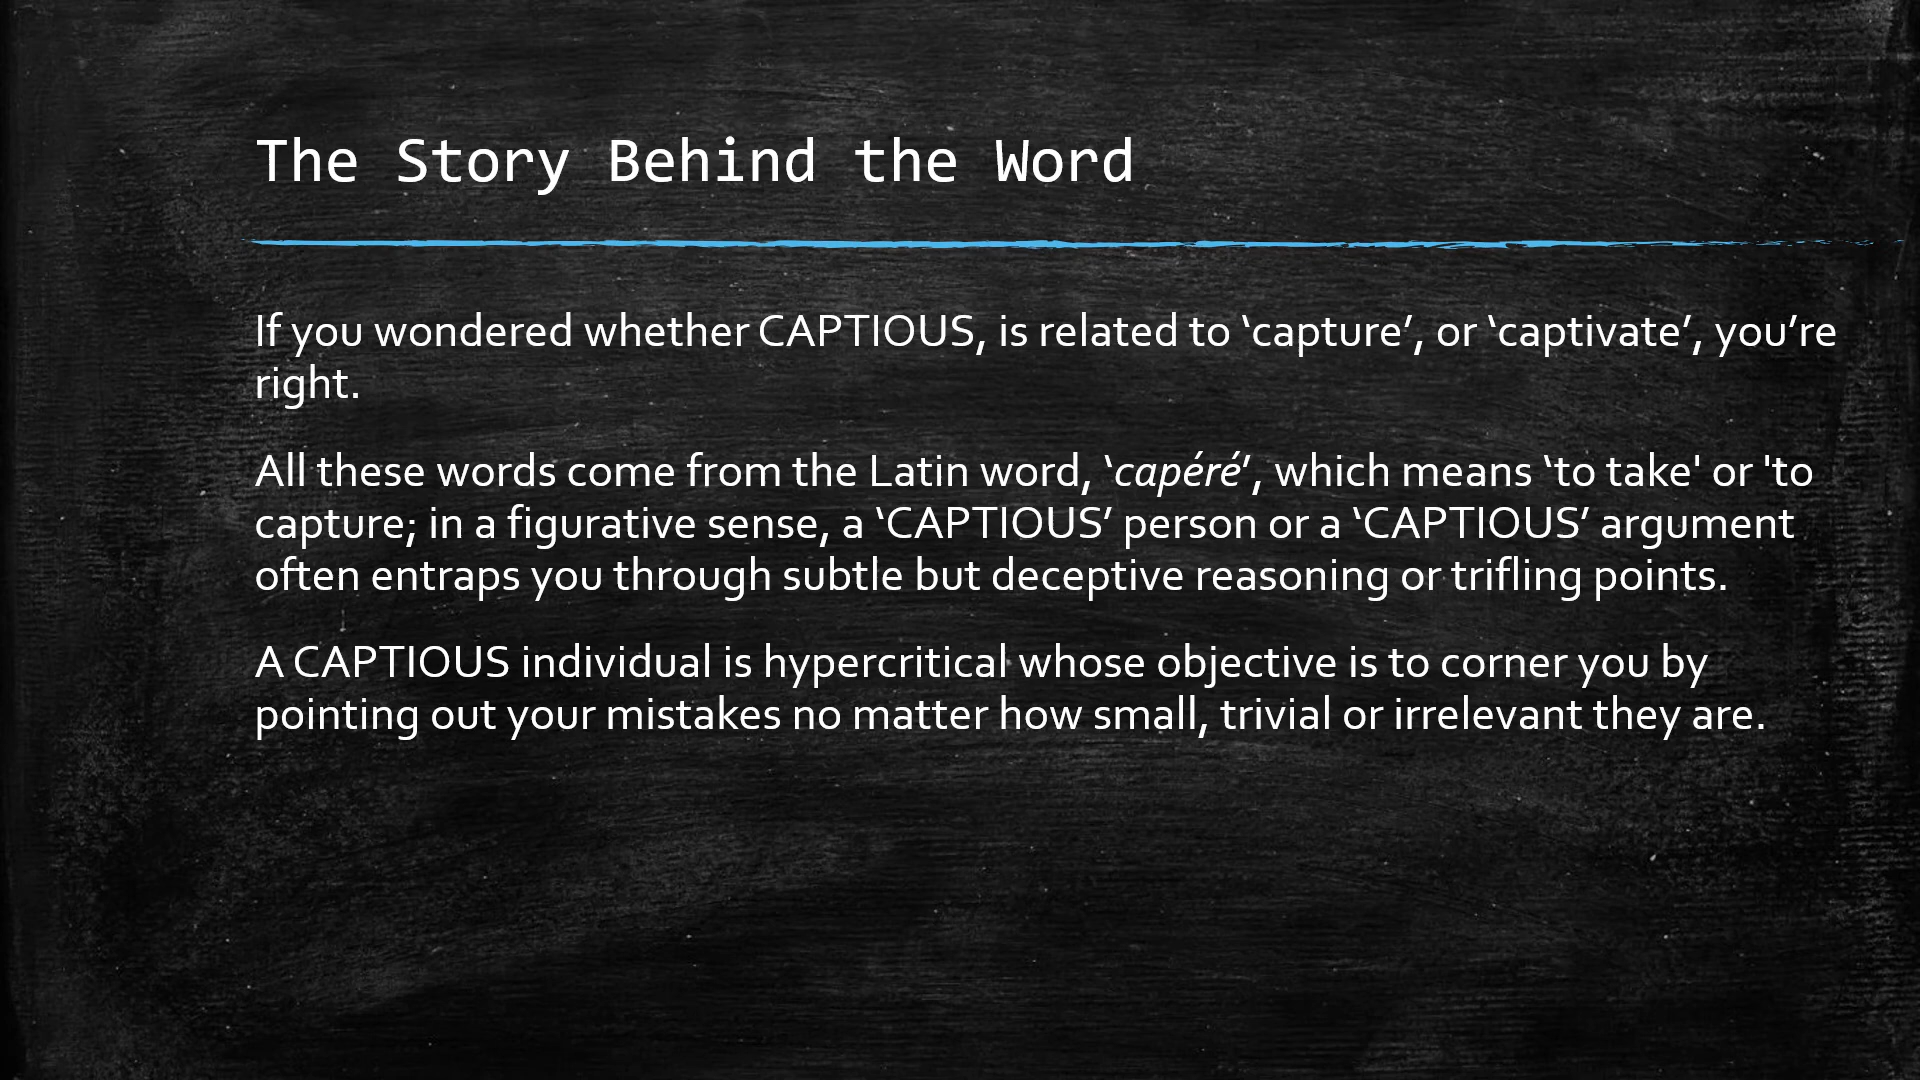 The Story Behind the Word
If you wondered whether CAPTIOUS, is related to ‘capture’, or ‘captivate’, you’re
right.
All these words come from the Latin word, ‘capéré’, which means ‘to take' or 'to
capture; in a figurative sense, a ‘CAPTIOUS’ person or a ‘CAPTIOUS’ argument
often entraps you through subtle but deceptive reasoning or trifling points.
A CAPTIOUS individual is hypercritical whose objective is to corner you by
pointing out your mistakes no matter how small, trivial or irrelevant they are.